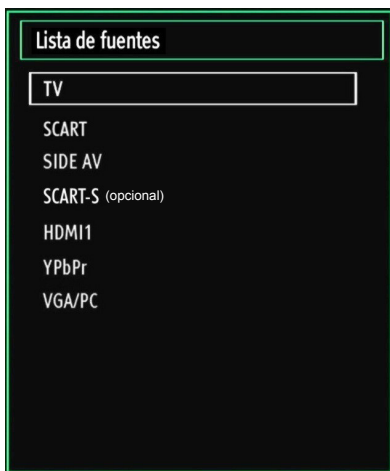 Lista de fuentes
TV
SCART
SIDE AV
SCART-S (opcional)
HDMI1
YPbPr
VGA/PC